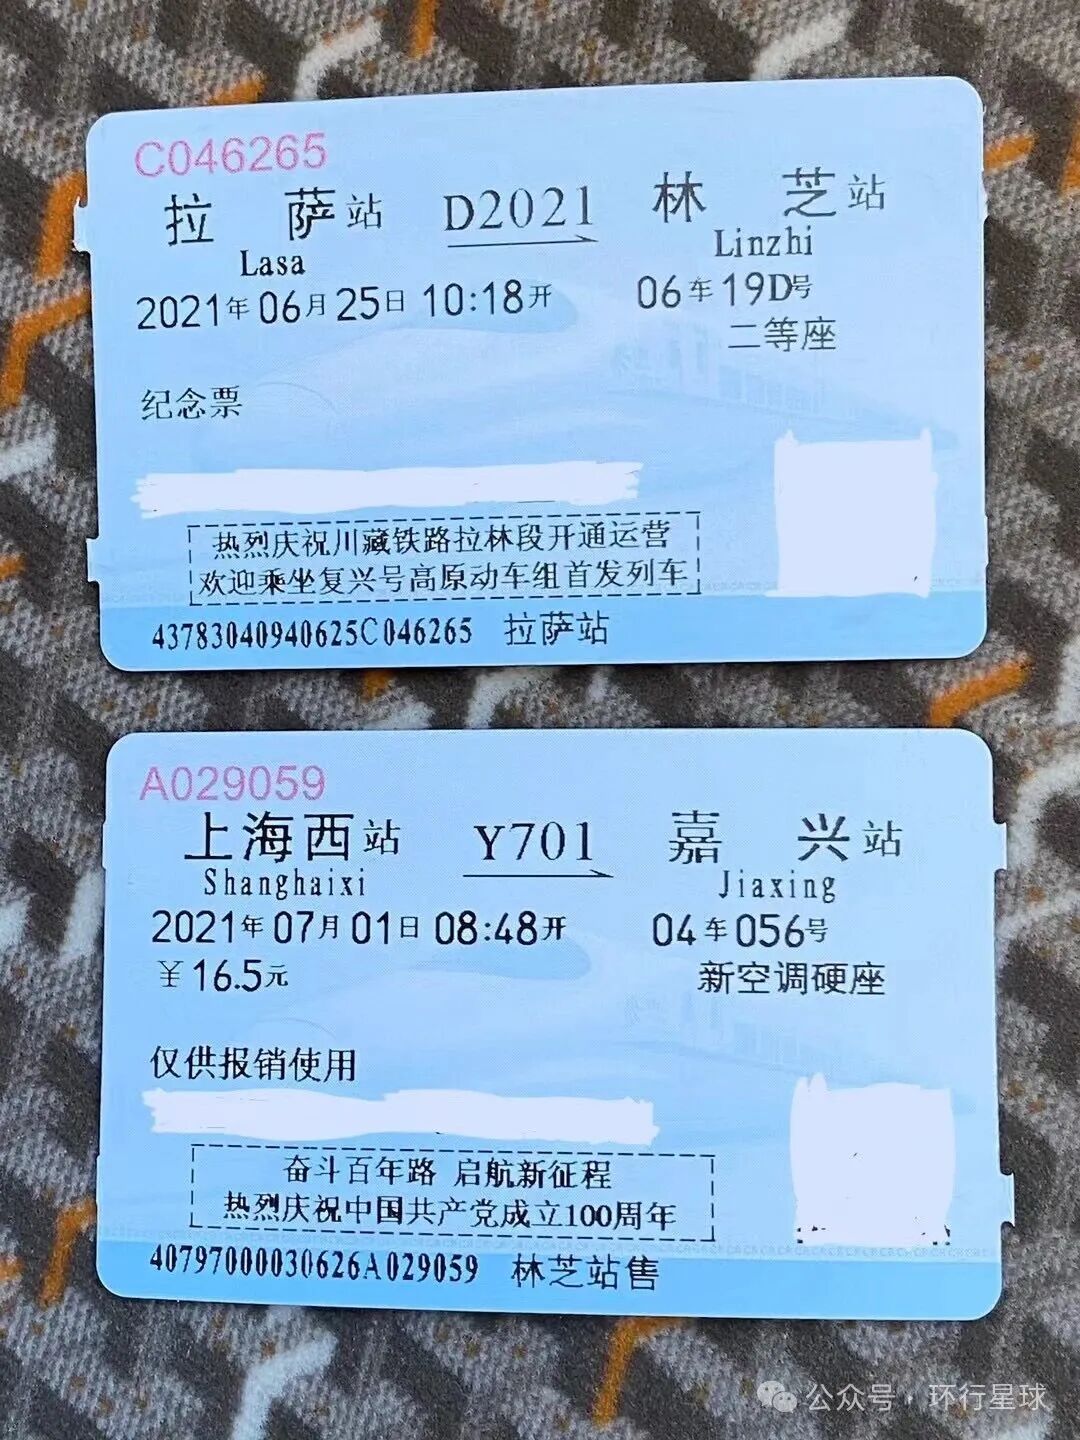 C046265
拉 萨站 D2021 林 芝站
Lasa Linzhi
2021年06月25日 10:18开 06车19D号
二等座
纪念票
热烈庆祝川藏铁路拉林段开通运营
欢迎乘坐复兴号高原动车组首发列车
43783040940625C046265 拉萨站
A029059
上海西站 Y701 嘉 兴站
Shanghaixi Jiaxing
2021年07月01日 08:48开 04车056号
￥16.5元 新空调硬座
仅供报销使用
奋斗百年路 启航新征程
热烈庆祝中国共产党成立100周年
40797000030626A029059 林芝站售
公众号·环行星球